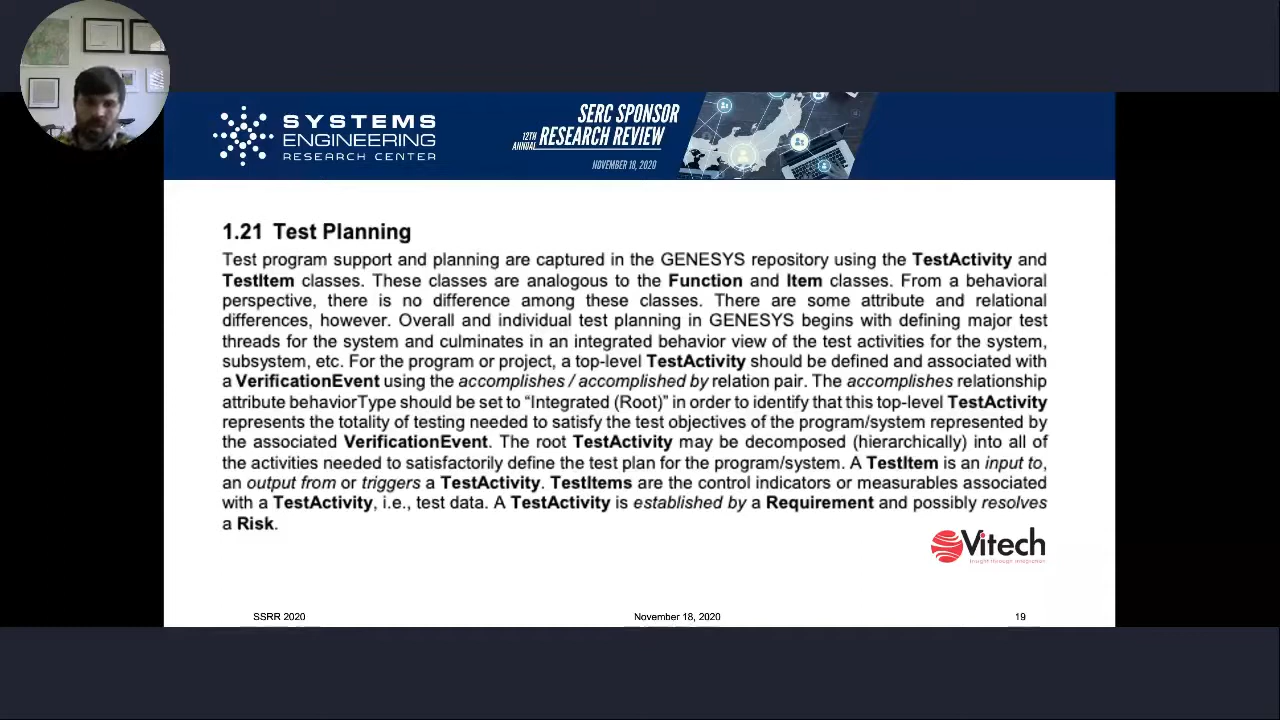 SYSTEMS
ENGINEERING
RESEARCH CENTER
SERC SPONSOR
12TH ANNUAL RESEARCH REVIEW
NOVEMBER 18, 2020
1.21 Test Planning
Test program support and planning are captured in the GENESYS repository using the TestActivity and
TestItem classes. These classes are analogous to the Function and Item classes. From a behavioral
perspective, there is no difference among these classes. There are some attribute and relational
differences, however. Overall and individual test planning in GENESYS begins with defining major test
threads for the system and culminates in an integrated behavior view of the test activities for the system,
subsystem, etc. For the program or project, a top-level TestActivity should be defined and associated with
a VerificationEvent using the accomplishes / accomplished by relation pair. The accomplishes relationship
attribute behaviorType should be set to “Integrated (Root)” in order to identify that this top-level TestActivity
represents the totality of testing needed to satisfy the test objectives of the program/system represented by
the associated VerificationEvent. The root TestActivity may be decomposed (hierarchically) into all of
the activities needed to satisfactorily define the test plan for the program/system. A TestItem is an input to,
an output from or triggers a TestActivity. TestItems are the control indicators or measurables associated
with a TestActivity, i.e., test data. A TestActivity is established by a Requirement and possibly resolves
a Risk.
Vitech
Insight through integration
SSRR 2020
November 18, 2020
19